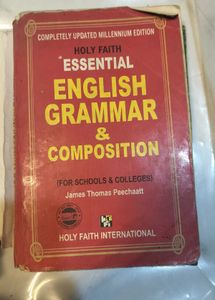 COMPLETELY UPDATED MILLENNIUM EDITION
HOLY FAITH
ESSENTIAL
ENGLISH
GRAMMAR
&
COMPOSITION
(FOR SCHOOLS & COLLEGES)
James Thomas Peechaatt
HOLY FAITH INTERNATIONAL